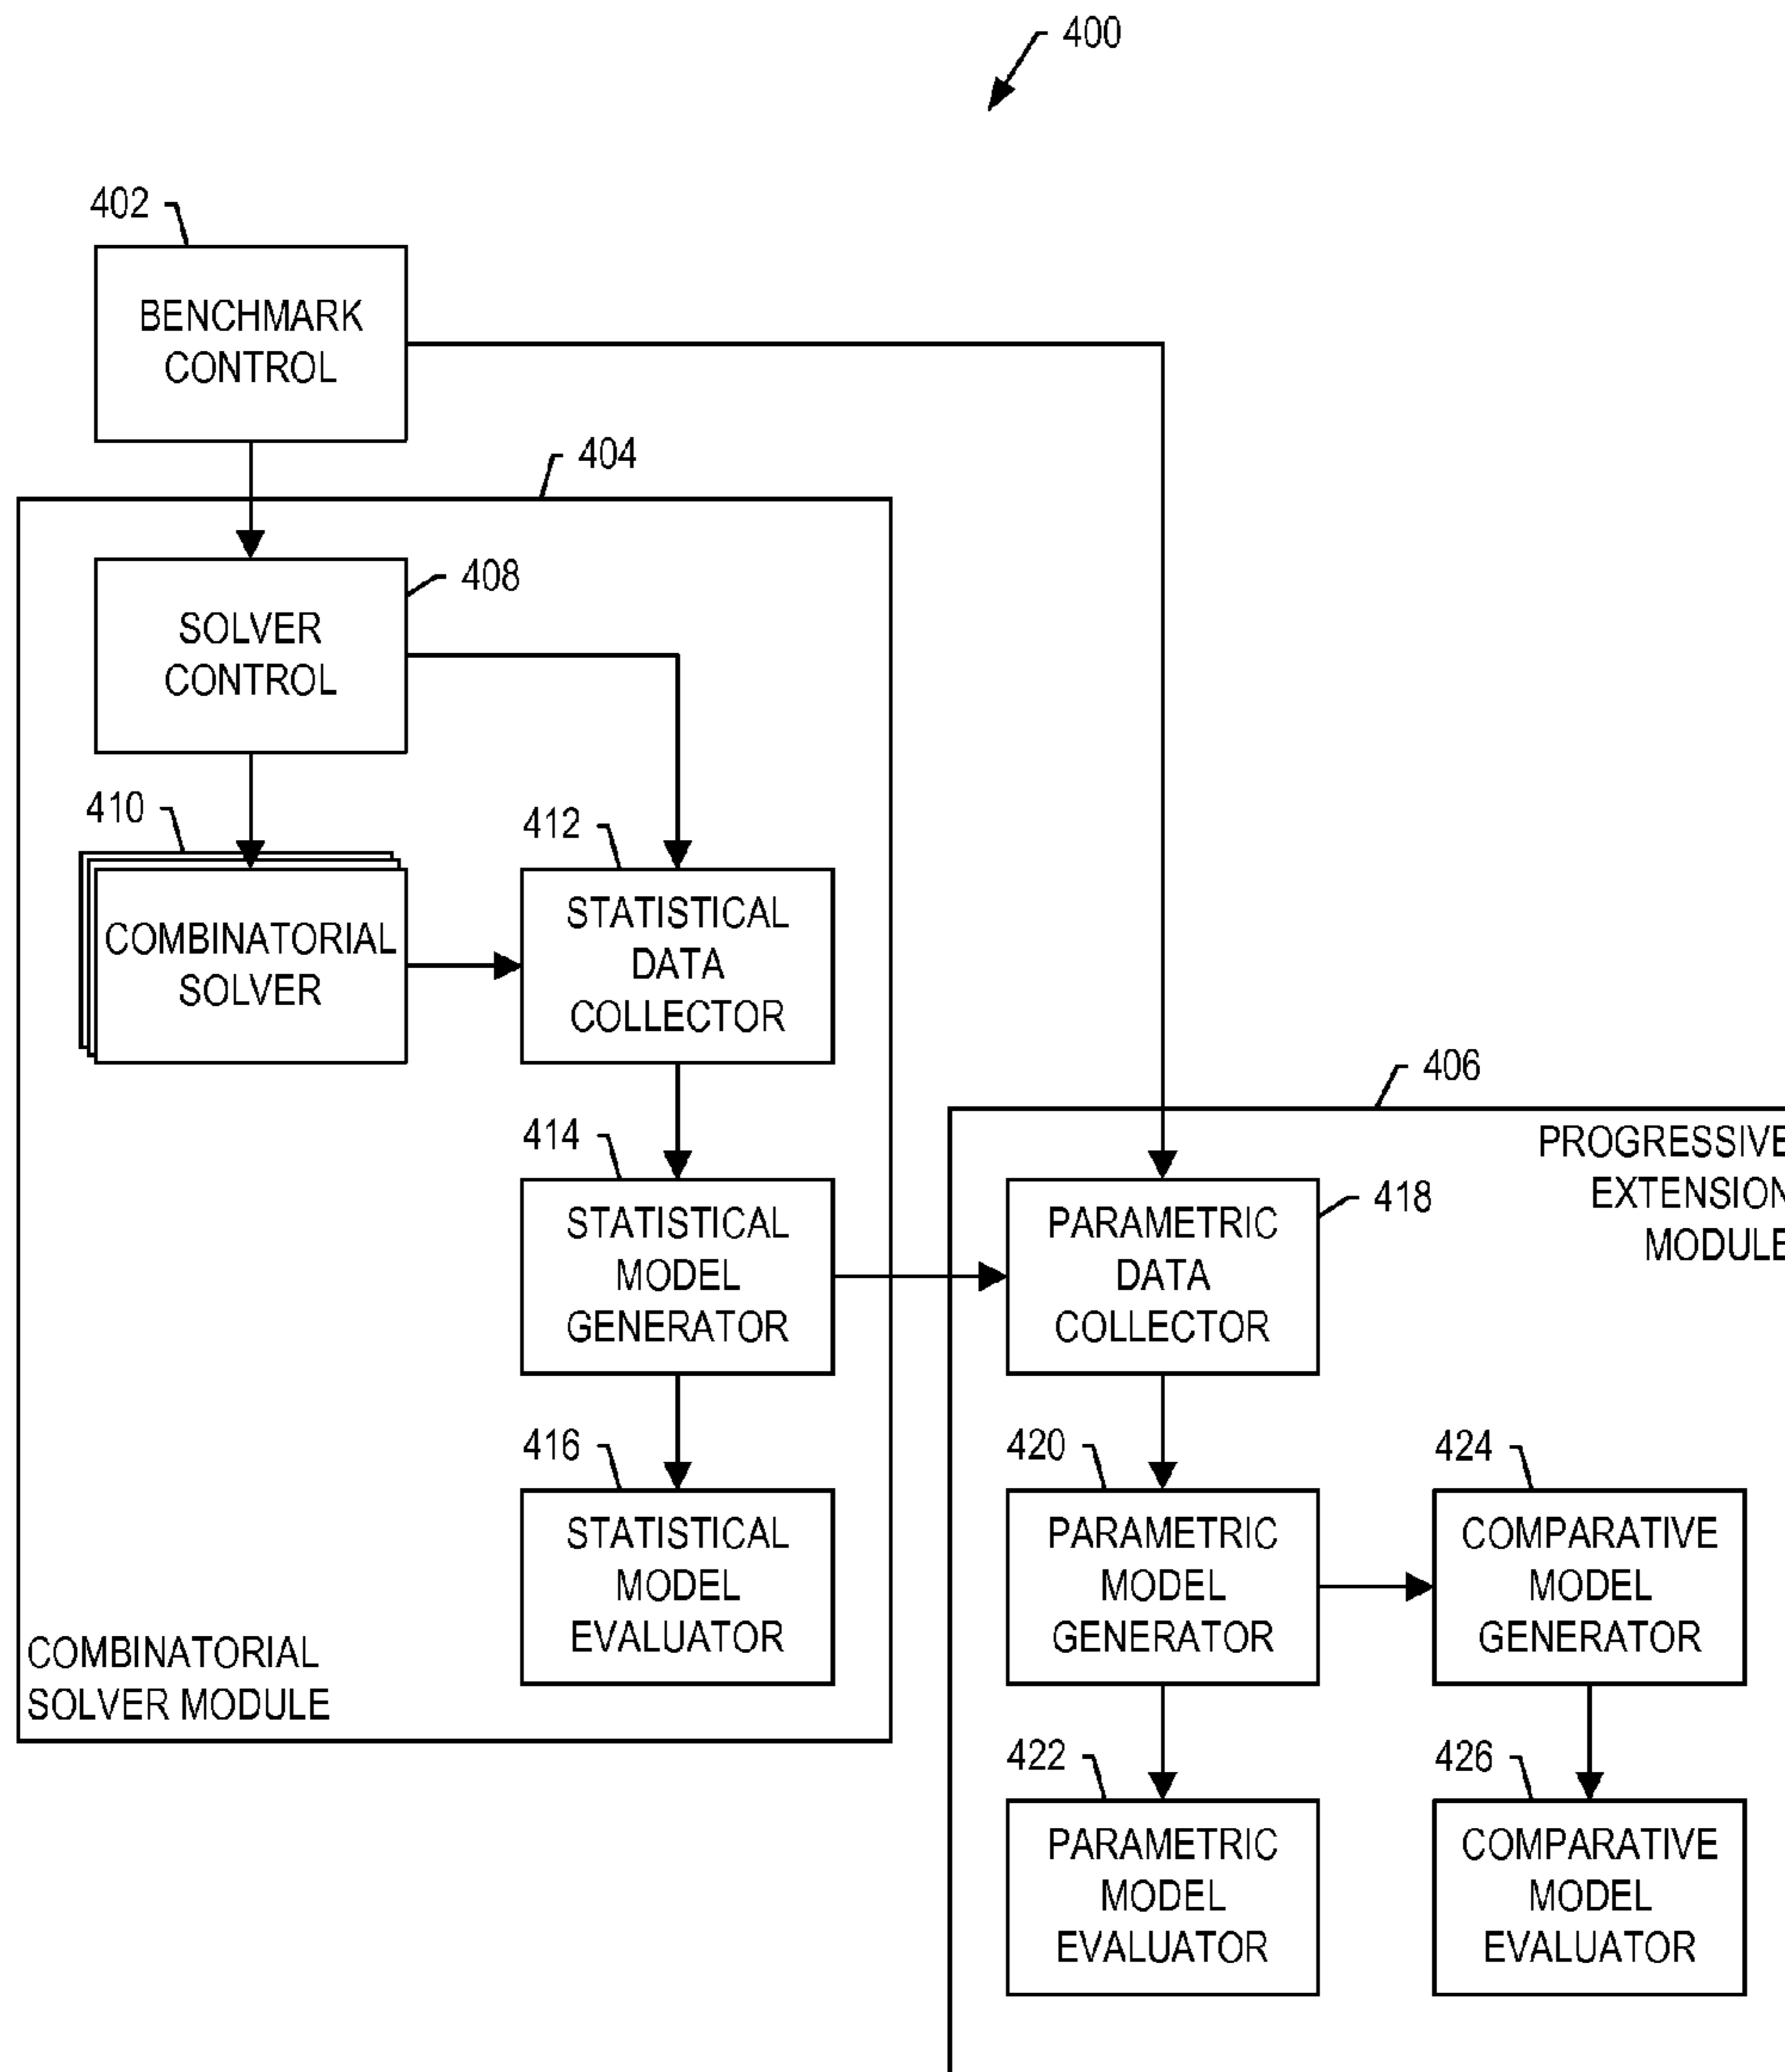 400
402
BENCHMARK
CONTROL
404
408
SOLVER
CONTROL
410
COMBINATORIAL
SOLVER
412
STATISTICAL
DATA
COLLECTOR
414
STATISTICAL
MODEL
GENERATOR
416
STATISTICAL
MODEL
EVALUATOR
COMBINATORIAL
SOLVER MODULE
406
PROGRESSIVE
EXTENSION
MODULE
418
PARAMETRIC
DATA
COLLECTOR
420
PARAMETRIC
MODEL
GENERATOR
424
COMPARATIVE
MODEL
GENERATOR
422
PARAMETRIC
MODEL
EVALUATOR
426
COMPARATIVE
MODEL
EVALUATOR